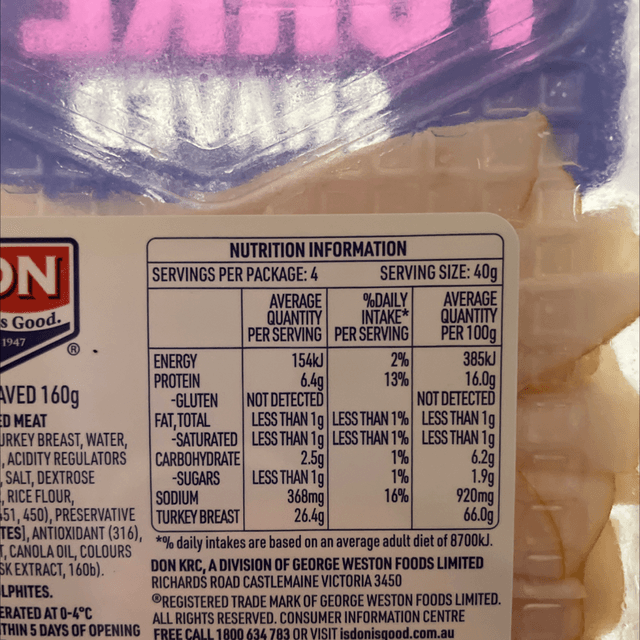 SHAVED
DON
s Good.
1947
®
AVED 160g
ED MEAT
URKEY BREAST, WATER,
, ACIDITY REGULATORS
, SALT, DEXTROSE
, RICE FLOUR,
451, 450), PRESERVATIVE
TES], ANTIOXIDANT (316),
T, CANOLA OIL, COLOURS
SK EXTRACT, 160b).
LPHITES.
ERATED AT 0-4°C
THIN 5 DAYS OF OPENING
NUTRITION INFORMATION
SERVINGS PER PACKAGE: 4 SERVING SIZE: 40g
AVERAGE QUANTITY PER SERVING %DAILY INTAKE* PER SERVING AVERAGE QUANTITY PER 100g
ENERGY 154kJ 2% 385kJ
PROTEIN 6.4g 13% 16.0g
-GLUTEN NOT DETECTED NOT DETECTED
FAT, TOTAL LESS THAN 1g LESS THAN 1% LESS THAN 1g
-SATURATED LESS THAN 1g LESS THAN 1% LESS THAN 1g
CARBOHYDRATE 2.5g 1% 6.2g
-SUGARS LESS THAN 1g 1% 1.9g
SODIUM 368mg 16% 920mg
TURKEY BREAST 26.4g 66.0g
*% daily intakes are based on an average adult diet of 8700kJ.
DON KRC, A DIVISION OF GEORGE WESTON FOODS LIMITED
RICHARDS ROAD CASTLEMAINE VICTORIA 3450
®REGISTERED TRADE MARK OF GEORGE WESTON FOODS LIMITED.
ALL RIGHTS RESERVED. CONSUMER INFORMATION CENTRE
FREE CALL 1800 634 783 OR VISIT isdonisgood.com.au